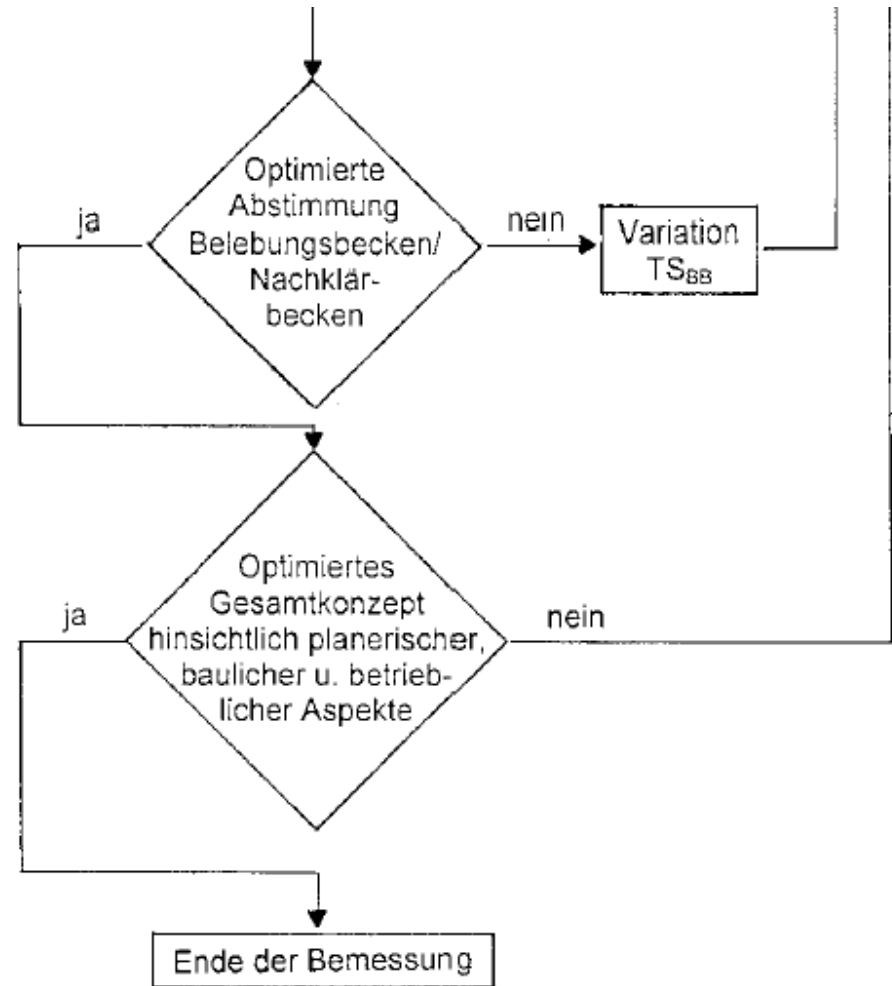 Optimierte
Abstimmung
Belebungsbecken/
Nachklär-
becken
ja
nein
Variation
TS_BB
Optimiertes
Gesamtkonzept
hinsichtlich planerischer,
baulicher u. betrieb-
licher Aspekte
ja
nein
Ende der Bemessung